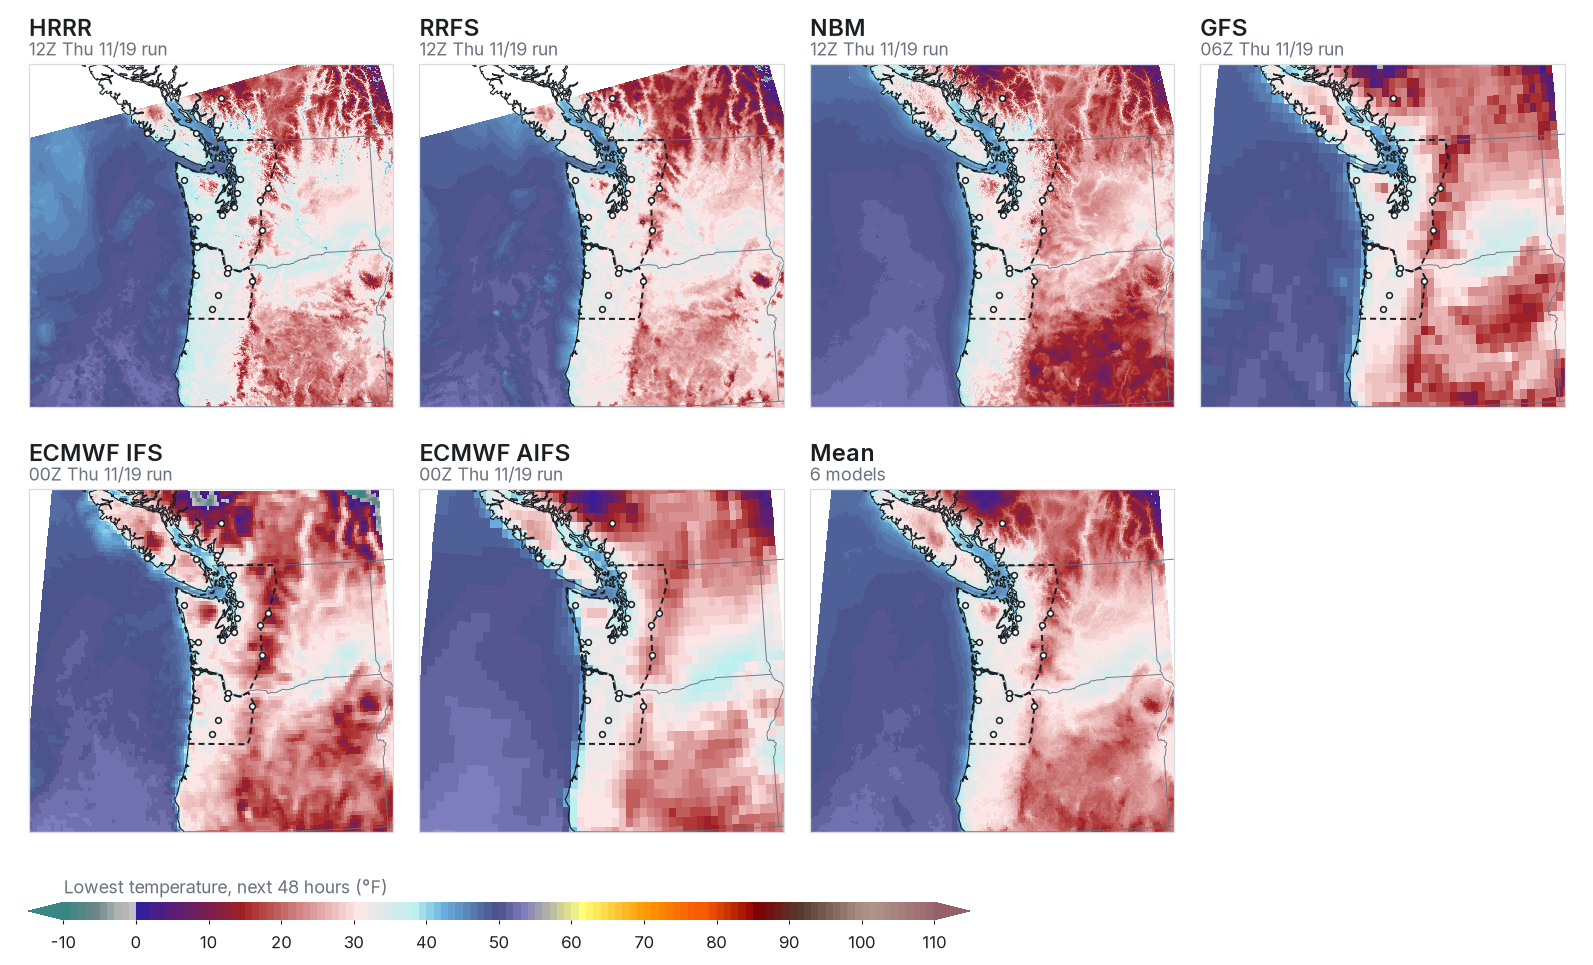 HRRR
12Z Thu 11/19 run
RRFS
12Z Thu 11/19 run
NBM
12Z Thu 11/19 run
GFS
06Z Thu 11/19 run
ECMWF IFS
00Z Thu 11/19 run
ECMWF AIFS
00Z Thu 11/19 run
Mean
6 models
Lowest temperature, next 48 hours (°F)
-10 0 10 20 30 40 50 60 70 80 90 100 110